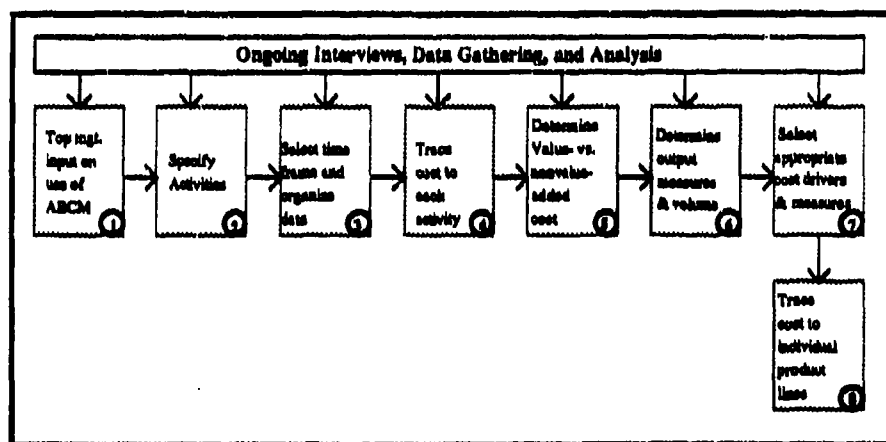 Ongoing Interviews, Data Gathering, and Analysis
Top mgt.
input on
use of
ABCM
1
Specify
Activities
2
Select time
frame and
organize
data
3
Trace
cost to
each
activity
4
Determine
Value- vs.
nonvalue-
added
cost
5
Determine
output
measures
& volume
6
Select
appropriate
cost drivers
& measures
7
Trace
cost to
individual
product
lines
8